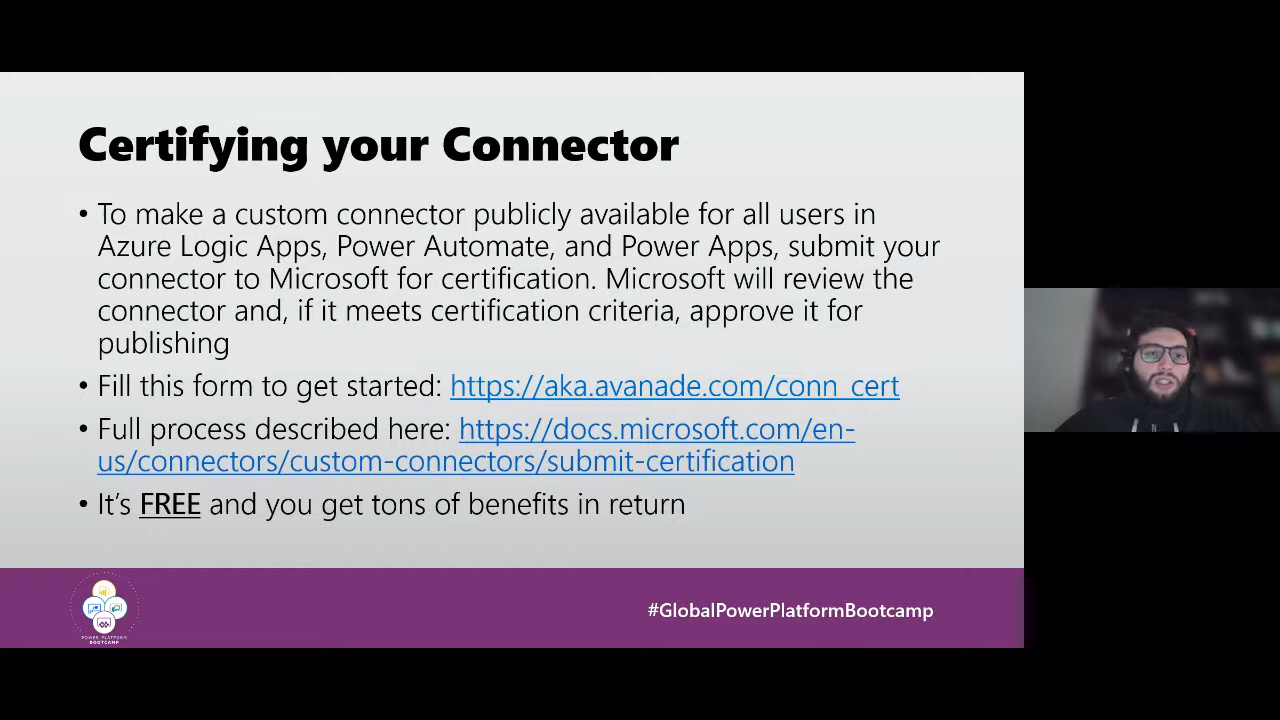 Certifying your Connector
• To make a custom connector publicly available for all users in
Azure Logic Apps, Power Automate, and Power Apps, submit your
connector to Microsoft for certification. Microsoft will review the
connector and, if it meets certification criteria, approve it for
publishing
• Fill this form to get started: https://aka.avanade.com/conn_cert
• Full process described here: https://docs.microsoft.com/en-
us/connectors/custom-connectors/submit-certification
• It's FREE and you get tons of benefits in return
POWER PLATFORM
BOOTCAMP
#GlobalPowerPlatformBootcamp